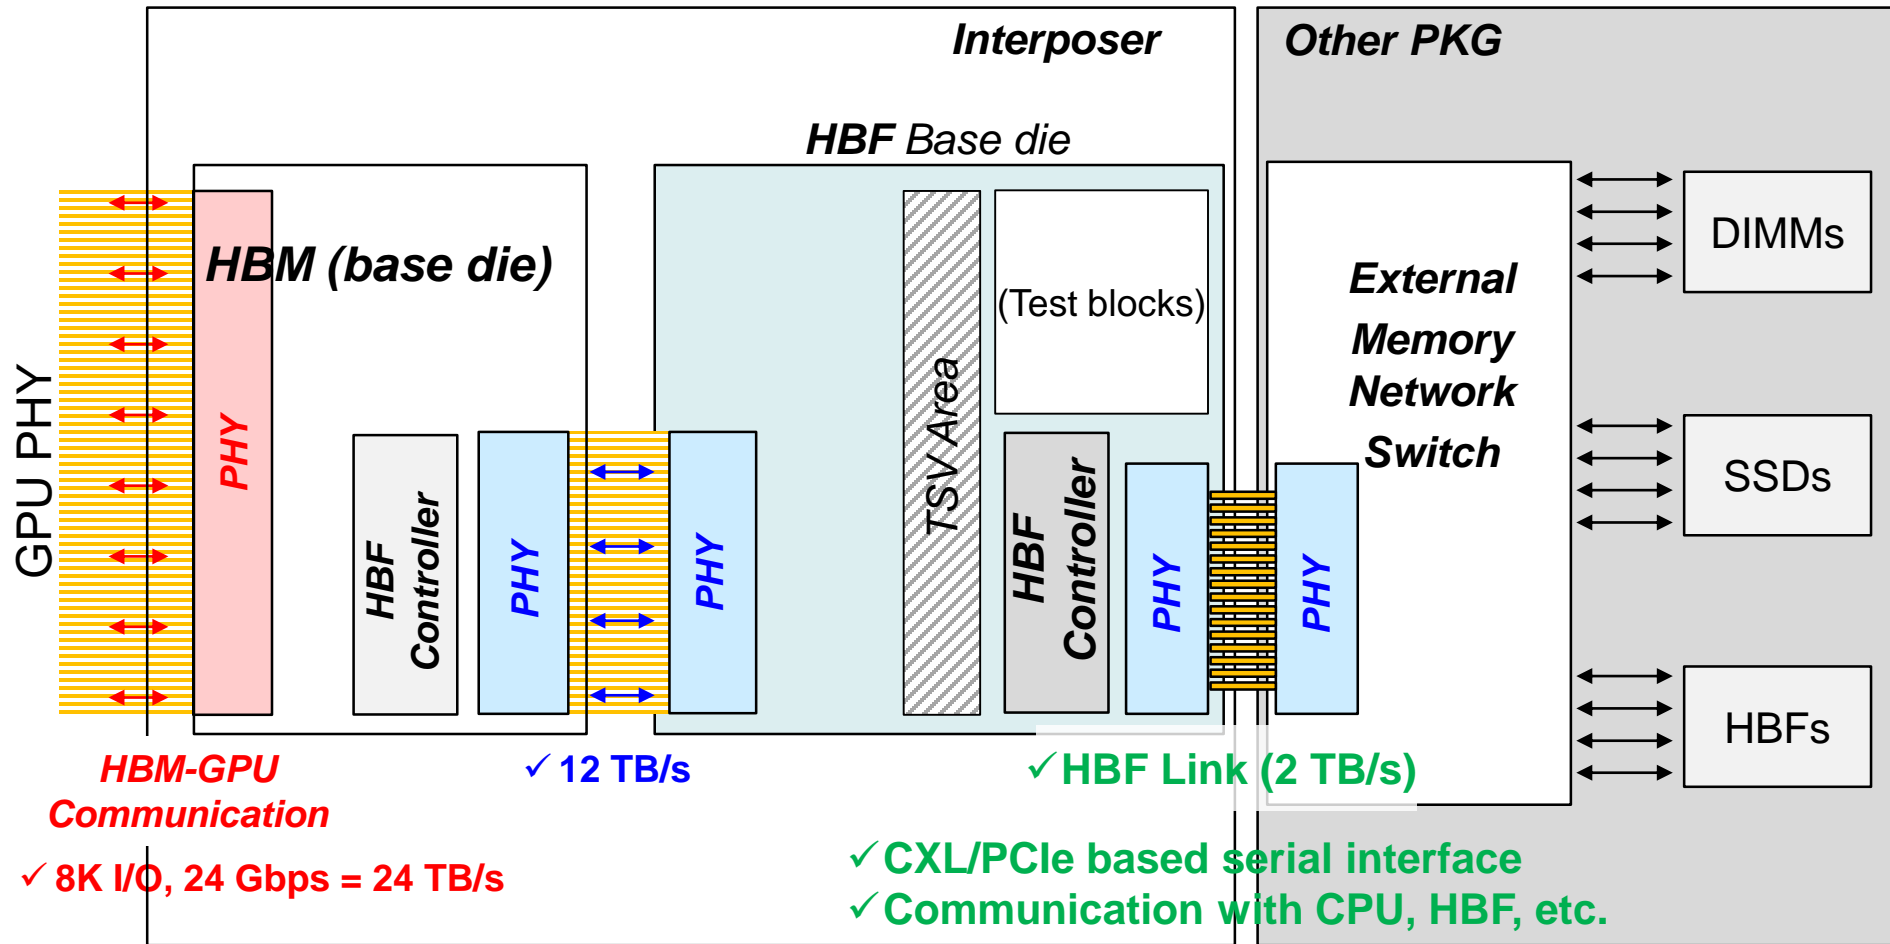 Interposer
Other PKG
HBF Base die
HBM (base die)
GPU PHY
PHY
HBF
Controller
PHY
PHY
TSV Area
(Test blocks)
HBF
Controller
PHY
PHY
External
Memory
Network
Switch
DIMMs
SSDs
HBFs
HBM-GPU
Communication
✓ 8K I/O, 24 Gbps = 24 TB/s
✓ 12 TB/s
✓ HBF Link (2 TB/s)
✓ CXL/PCIe based serial interface
✓ Communication with CPU, HBF, etc.